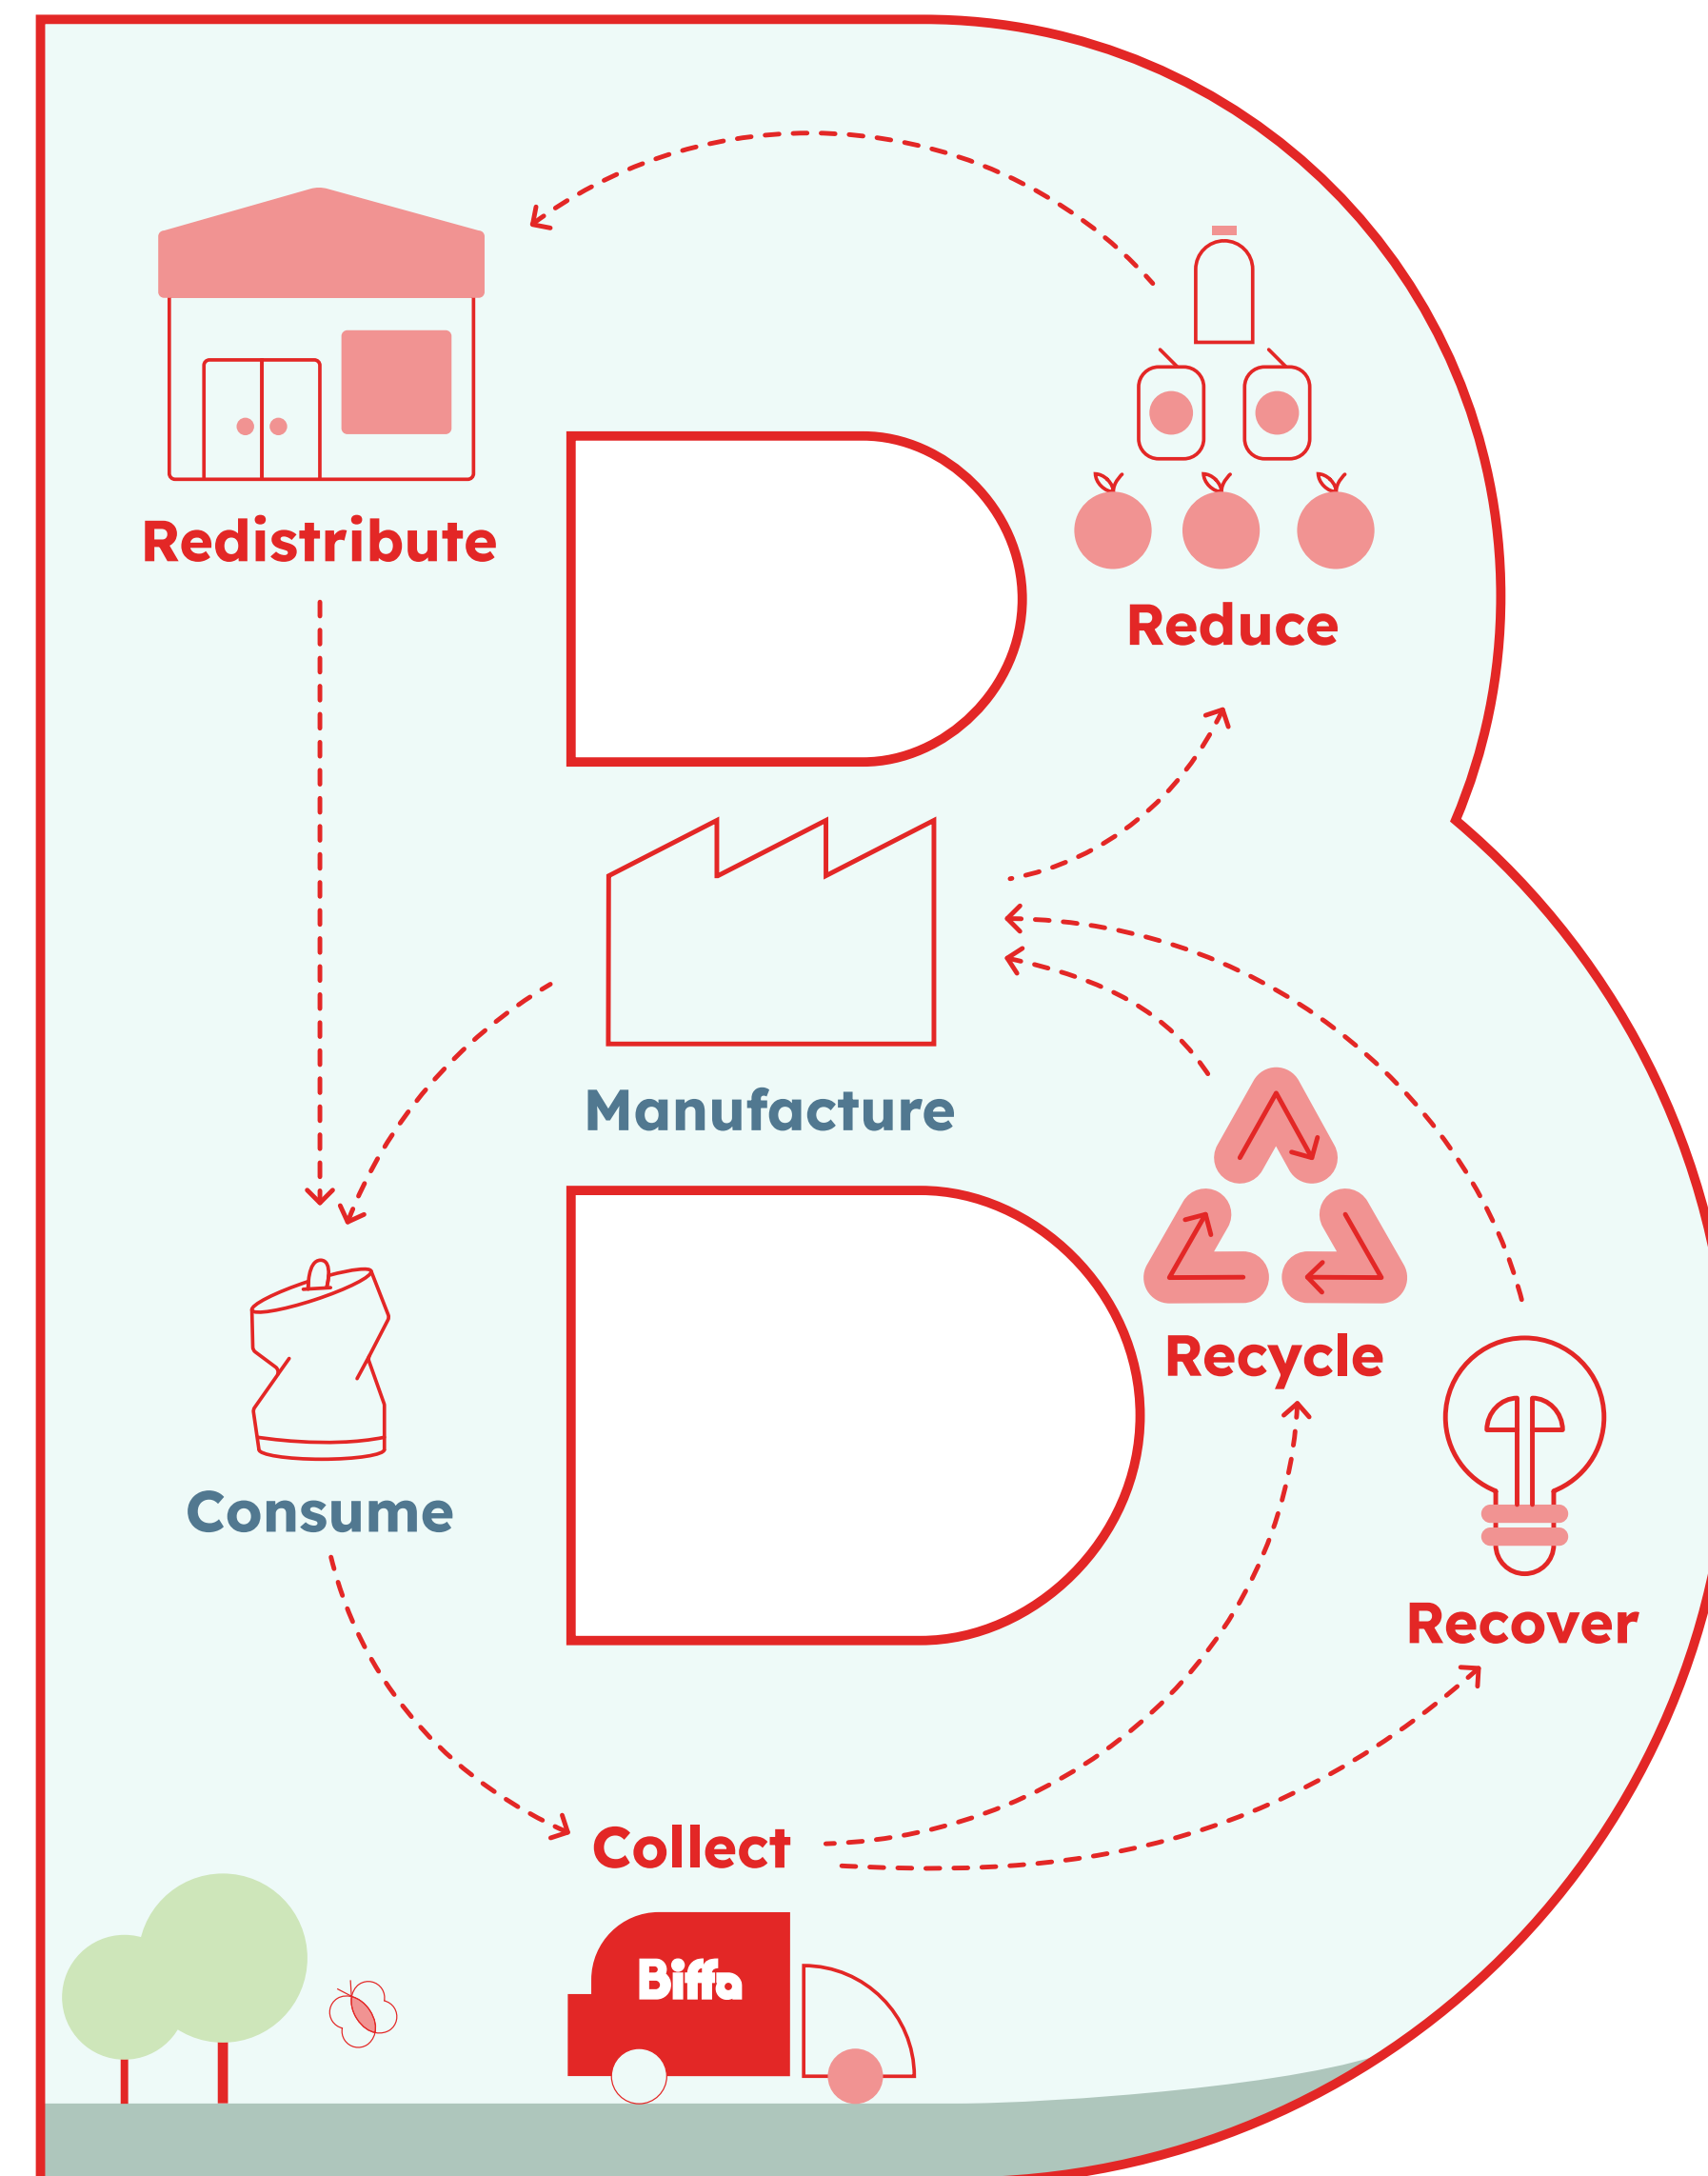 Redistribute
Reduce
Manufacture
Recycle
Consume
Recover
Collect
Biffa